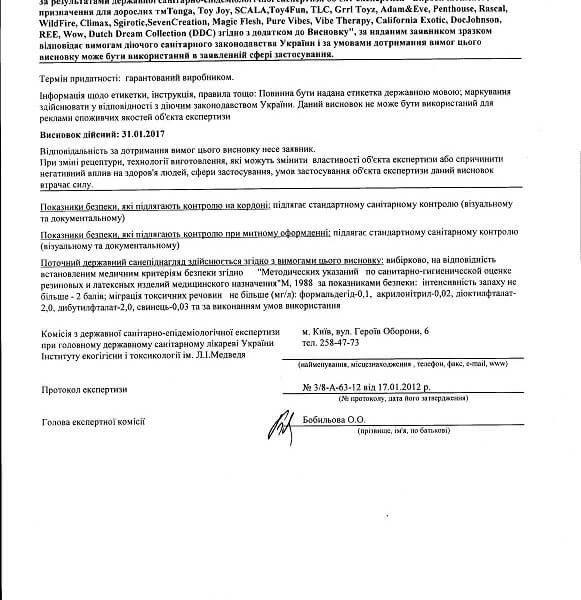 призначення для дорослих тмTonga, Toy Joy, SCALA,Toy4Fun, TLC, Grrl Toyz, Adam&Eve, Penthouse, Rascal,
WildFire, Climax, Sgirotic,SevenCreation, Magic Flesh, Pure Vibes, Vibe Therapy, California Exotic, DocJohnson,
REE, Wow, Dutch Dream Collection (DDC) згідно з додатком до Висновку", за наданим заявником зразком
відповідає вимогам діючого санітарного законодавства України і за умовами дотримання вимог цього
висновку може бути використаний в заявленій сфері застосування.
Термін придатності: гарантований виробником.
Інформація щодо етикетки, інструкція, правила тощо: Повинна бути надана етикетка державною мовою; маркування
здійснювати у відповідності з діючим законодавством України. Даний висновок не може бути використаний для
реклами споживчих якостей об'єкта експертизи
Висновок дійсний: 31.01.2017
Відповідальність за дотримання вимог цього висновку несе заявник.
При зміні рецептури, технології виготовлення, які можуть змінити властивості об'єкта експертизи або спричинити
негативний вплив на здоров'я людей, сфери застосування, умов застосування об'єкта експертизи даний висновок
втрачає силу.
Показники безпеки, які підлягають контролю на кордоні: підлягає стандартному санітарному контролю (візуальному
та документальному)
Показники безпеки, які підлягають контролю при митному оформленні: підлягає стандартному санітарному контролю
(візуальному та документальному)
Поточний державний санепіднагляд здійснюється згідно з вимогами цього висновку: вибірково, на відповідність
встановленим медичним критеріям безпеки згідно "Методических указаний по санитарно-гигиенической оценке
резиновых и латексных изделий медицинского назначения"М, 1988 за показниками безпеки: інтенсивність запаху не
більше - 2 балів; міграція токсичних речовин не більше (мг/л): формальдегід-0,1, акрилонітрил-0,02, діоктилфталат-
2,0, дибутилфталат-2,0, свинець-0,03 та за виконанням умов використання
Комісія з державної санітарно-епідеміологічної експертизи
при головному державному санітарному лікареві України
Інституту екогігієни і токсикології ім. Л.І.Медведя
м. Київ, вул. Героїв Оборони, 6
тел. 258-47-73
(найменування, місцезнаходження , телефон, факс, e-mail, www)
Протокол експертизи
№ 3/8-А-63-12 від 17.01.2012 р.
(№ протоколу, дата його затвердження)
Голова експертної комісії
Бобильова О.О.
(прізвище, ім'я, по батькові)